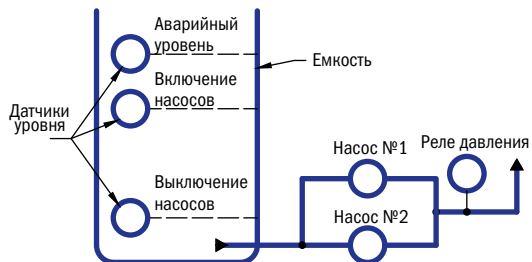 Аварийный
уровень
Емкость
Включение
насосов
Датчики
уровня
Насос №1
Реле давления
Выключение
насосов
Насос №2